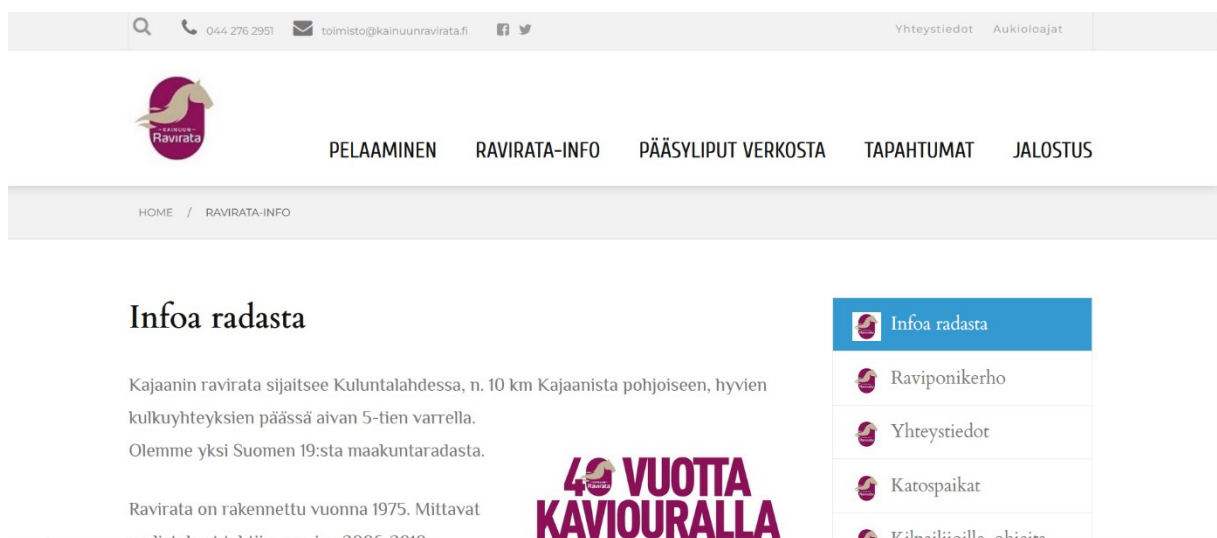 044 276 2951 toimisto@kainuunravirata.fi Yhteystiedot Aukioloajat
-KAINUUN-
Ravirata
PELAAMINEN RAVIRATA-INFO PÄÄSYLIPUT VERKOSTA TAPAHTUMAT JALOSTUS
HOME / RAVIRATA-INFO
Infoa radasta
Kajaanin ravirata sijaitsee Kuluntalahdessa, n. 10 km Kajaanista pohjoiseen, hyvien
kulkuyhteyksien päässä aivan 5-tien varrella.
Olemme yksi Suomen 19:sta maakuntaradasta.
Ravirata on rakennettu vuonna 1975. Mittavat
40 VUOTTA
KAVIOURALLA
Infoa radasta
Raviponikerho
Yhteystiedot
Katospaikat
Kilpailijoille, ohjeita